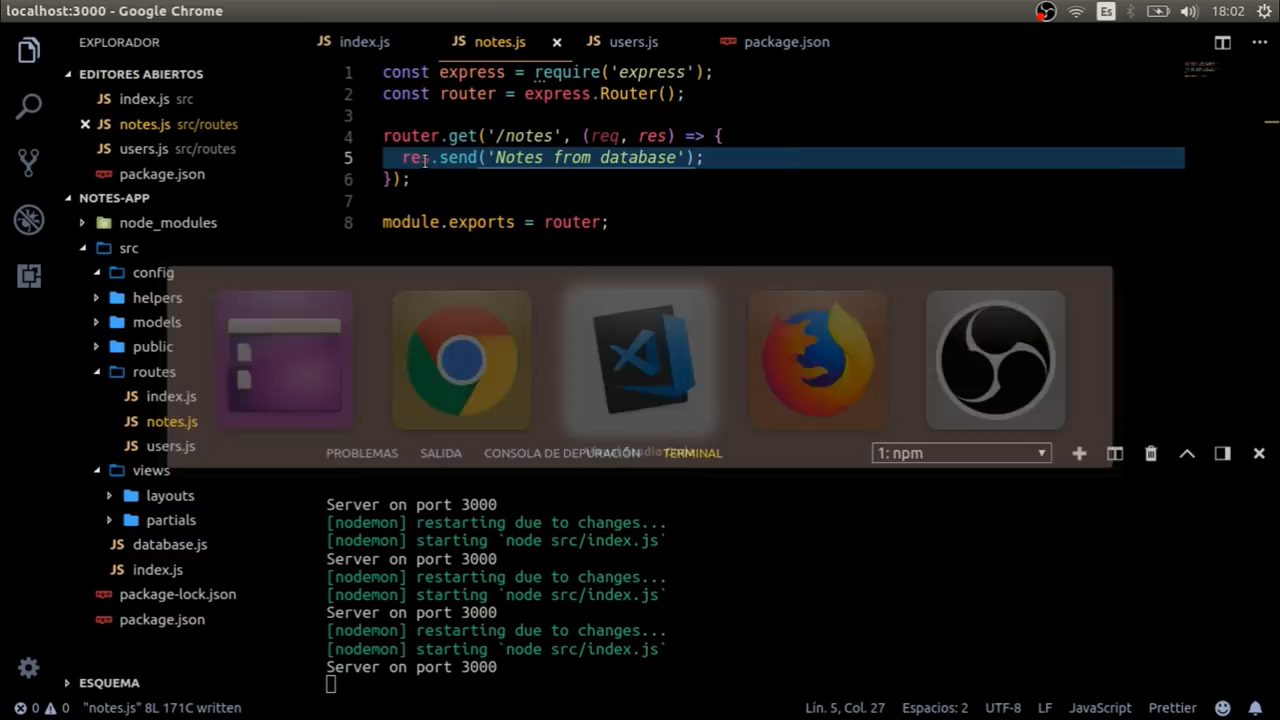 localhost:3000 - Google Chrome
Es
18:02
EXPLORADOR
index.js
notes.js
users.js
package.json
EDITORES ABIERTOS
index.js src
notes.js src/routes
users.js src/routes
package.json
NOTES-APP
node_modules
src
config
helpers
models
public
routes
index.js
notes.js
users.js
views
layouts
partials
database.js
index.js
package-lock.json
package.json
ESQUEMA
1 const express = require('express');
2 const router = express.Router();
3
4 router.get('/notes', (req, res) => {
5 res.send('Notes from database');
6 });
7
8 module.exports = router;
PROBLEMAS
SALIDA
CONSOLA DE DEPURACIÓN
TERMINAL
1: npm
Server on port 3000
[nodemon] restarting due to changes...
[nodemon] starting `node src/index.js`
Server on port 3000
[nodemon] restarting due to changes...
[nodemon] starting `node src/index.js`
Server on port 3000
[nodemon] restarting due to changes...
[nodemon] starting `node src/index.js`
Server on port 3000
0 0 "notes.js" 8L 171C written
Lín. 5, Col. 27
Espacios: 2
UTF-8
LF
JavaScript
Prettier